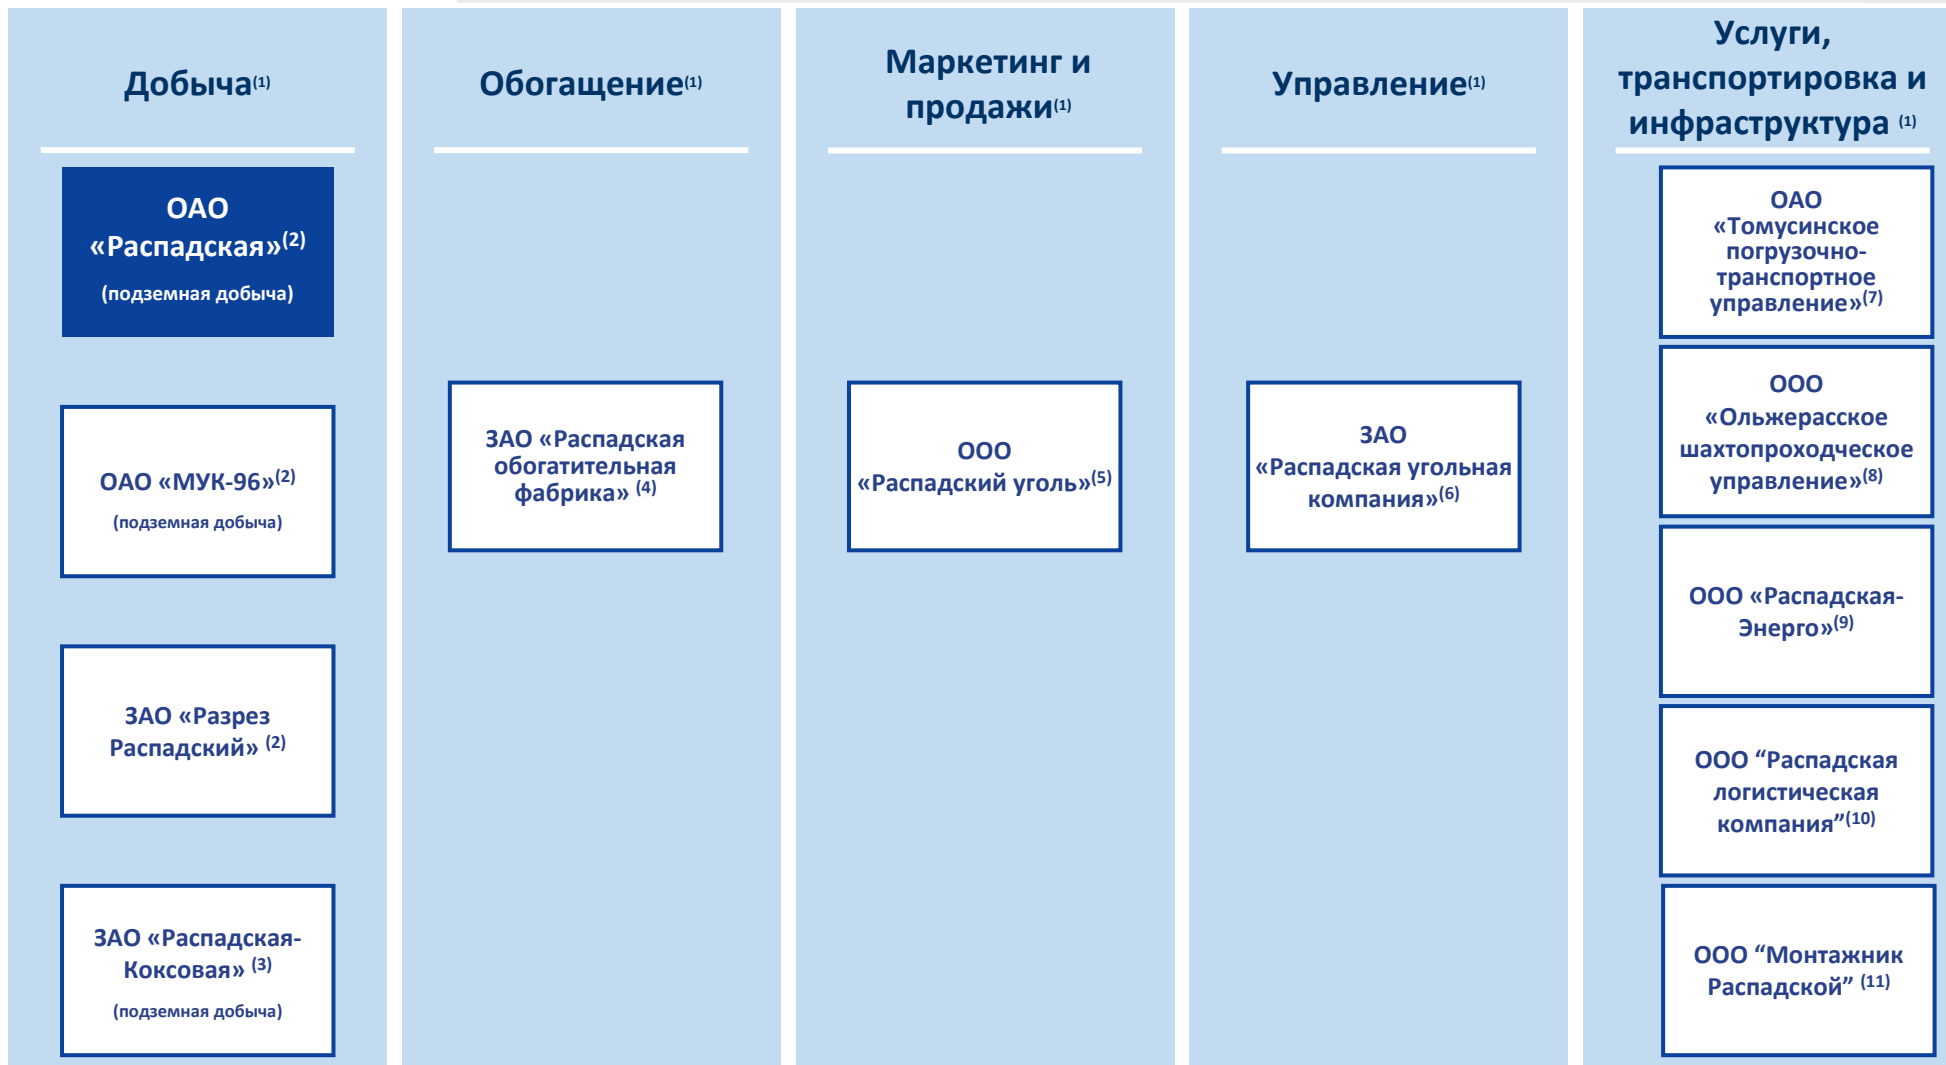 Добыча(1)
ОАО
«Распадская»(2)
(подземная добыча)
ОАО «МУК-96»(2)
(подземная добыча)
ЗАО «Разрез
Распадский» (2)
ЗАО «Распадская-
Коксовая» (3)
(подземная добыча)
Обогащение(1)
ЗАО «Распадская
обогатительная
фабрика» (4)
Маркетинг и
продажи(1)
ООО
«Распадский уголь»(5)
Управление(1)
ЗАО
«Распадская угольная
компания»(6)
Услуги,
транспортировка и
инфраструктура (1)
ОАО
«Томусинское
погрузочно-
транспортное
управление»(7)
ООО
«Ольжерасское
шахтопроходческое
управление»(8)
ООО «Распадская-
Энерго»(9)
ООО “Распадская
логистическая
компания”(10)
ООО “Монтажник
Распадской” (11)